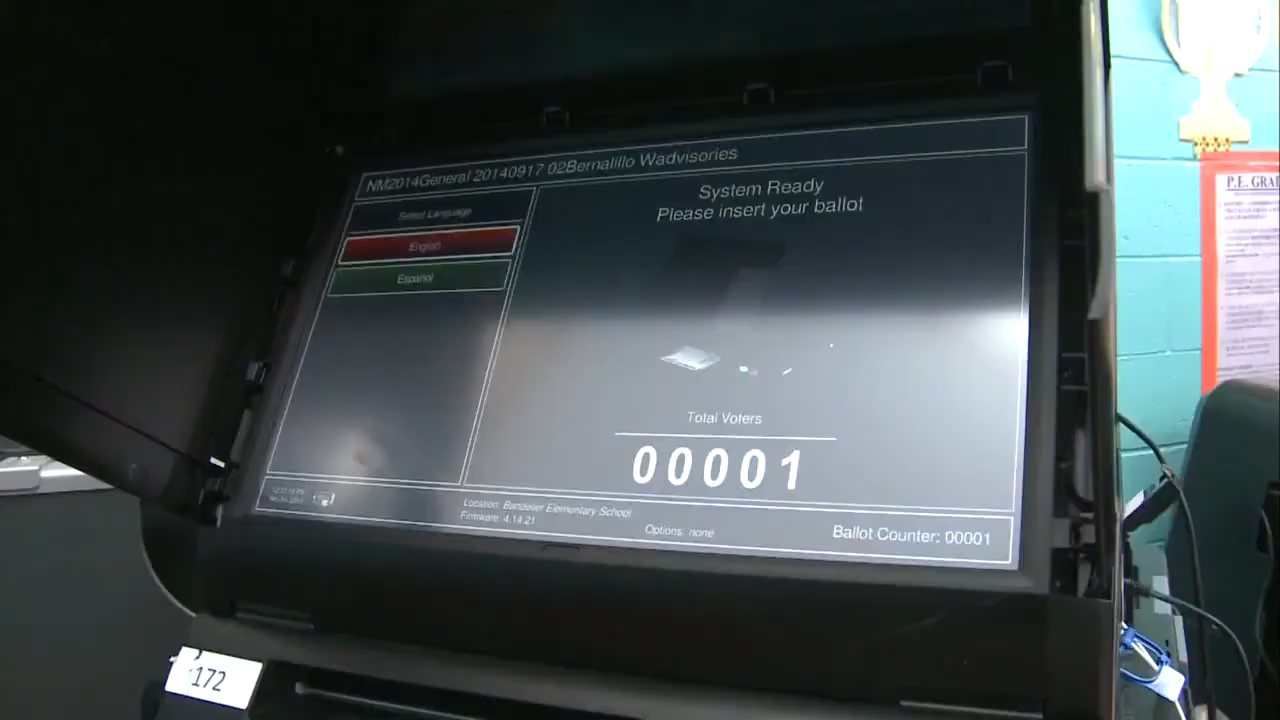 NM2014General 20140917 02Bernalillo Wadvisories
Select Language
English
Español
System Ready
Please insert your ballot
Total Voters
00001
Location: Bandelier Elementary School
Firmware: 4.14.21
Options: none
Ballot Counter: 00001
172
P.E. GRA